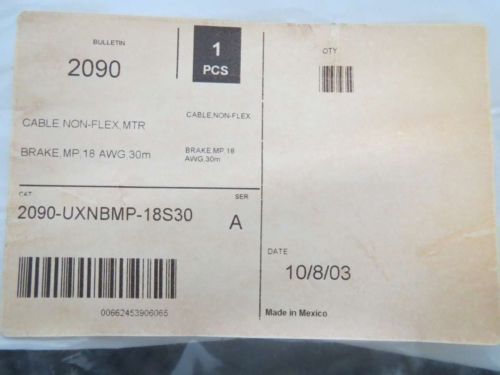 BULLETIN
2090
1
PCS
QTY
CABLE,NON-FLEX,MTR
BRAKE,MP,18 AWG,30m
CABLE,NON-FLEX
BRAKE,MP,18
AWG,30m
CAT.
SER
2090-UXNBMP-18S30
A
00662453906065
DATE
10/8/03
Made in Mexico